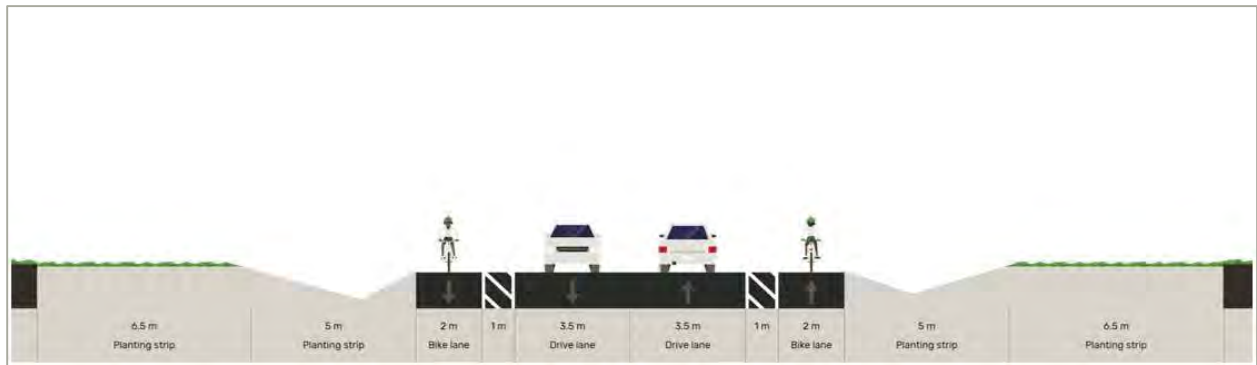 6.5 m 5 m 2 m 1 m 3.5 m 3.5 m 1 m 2 m 5 m 6.5 m
Planting strip Planting strip Bike lane Drive lane Drive lane Bike lane Planting strip Planting strip